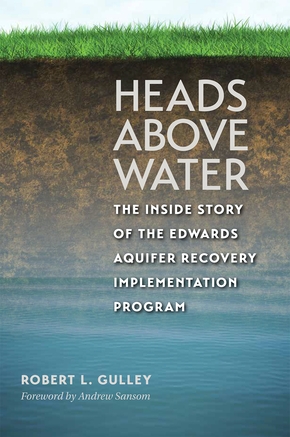 HEADS
ABOVE
WATER
THE INSIDE STORY
OF THE EDWARDS
AQUIFER RECOVERY
IMPLEMENTATION
PROGRAM
ROBERT L. GULLEY
Foreword by Andrew Sansom